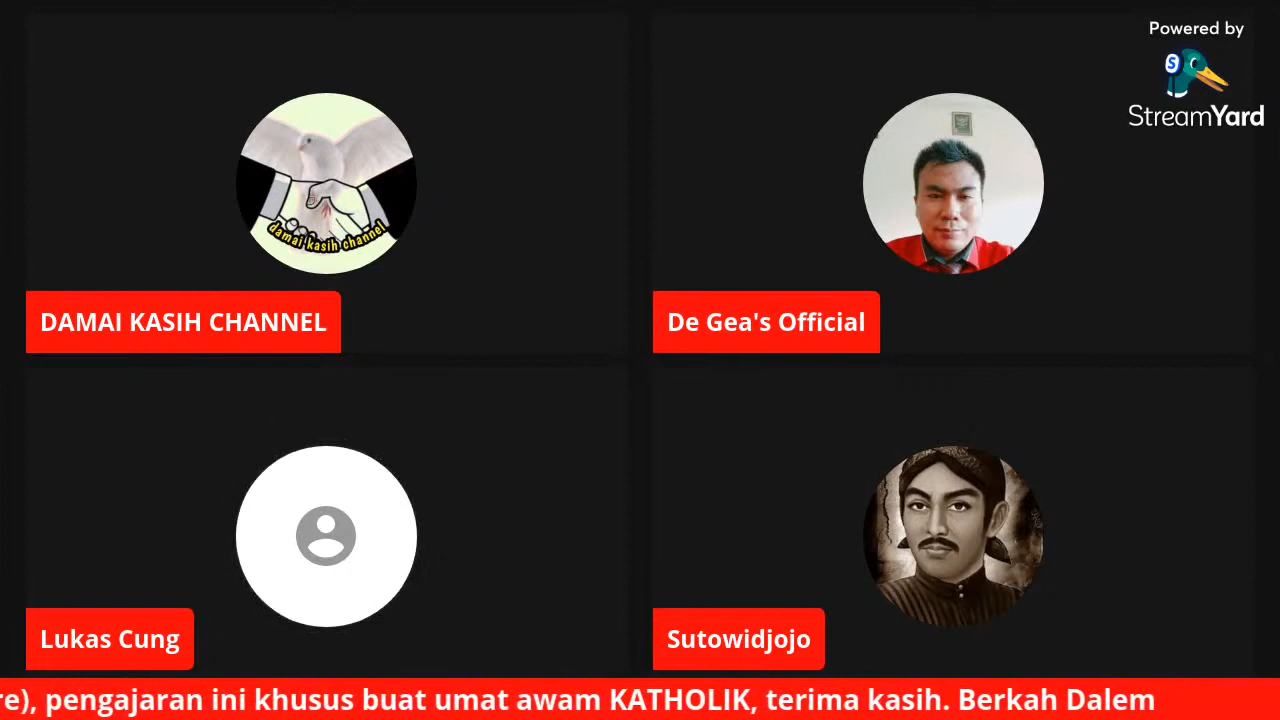 Powered by
StreamYard
damai kasih channel
DAMAI KASIH CHANNEL
De Gea's Official
Lukas Cung
Sutowidjojo
re), pengajaran ini khusus buat umat awam KATHOLIK, terima kasih. Berkah Dalem